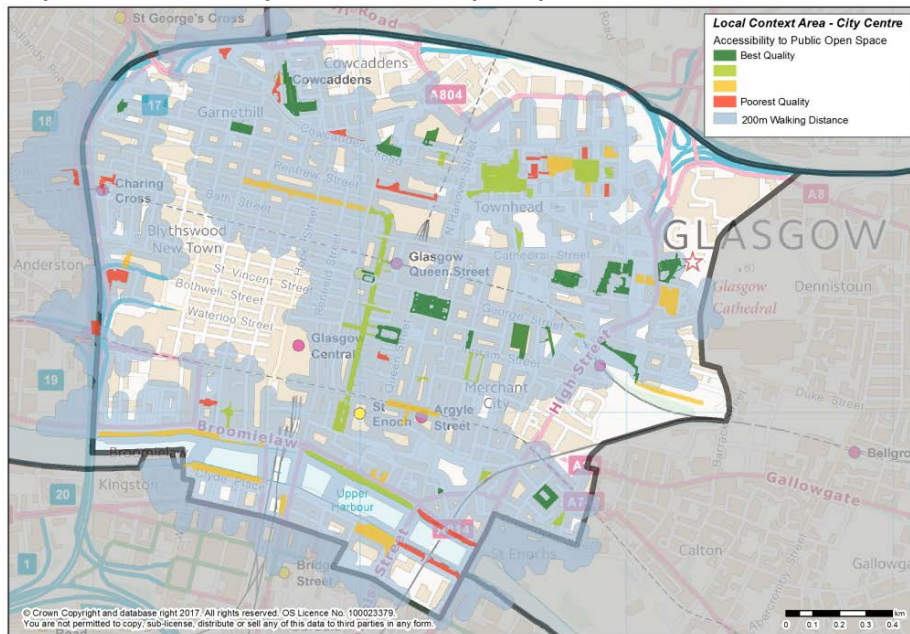 Local Context Area - City Centre
Accessibility to Public Open Space
Best Quality
Poorest Quality
200m Walking Distance
St George's Cross
Cowcaddens
Cowcaddens
A804
17
18
Garnethill
Renfrew Street
Bath Street
Charing
Cross
Townhead
GLASGOW
A8
Blythswood
New Town
Anderston
St Vincent Street
Bothwell Street
Waterloo Street
Glasgow
Queen Street
Cathedral Street
George Street
Glasgow
Cathedral
Dennistoun
Glasgow
Central
Queen Street
Merchant
City
High Street
Duke Street
19
St
Enoch
Argyle
Street
Broomielaw
Broomielaw
Kingston
Clyde Place
Upper
Harbour
20
Bellgro
Gallowgate
St Enochs
Calton
Gallow
Abercromby Street
1
Bridge
Street
© Crown Copyright and database right 2017. All rights reserved. OS Licence No. 100023379.
You are not permitted to copy, sub-license, distribute or sell any of this data to third parties in any form.
0 0.1 0.2 0.3 0.4